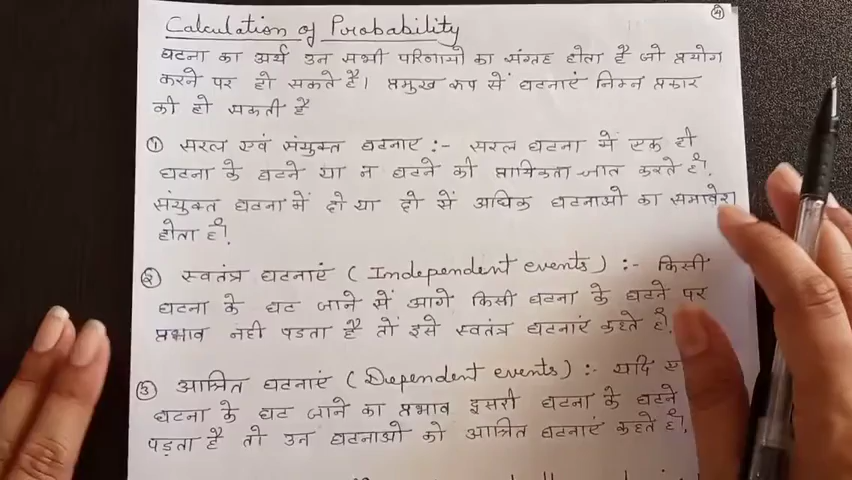 4
Calculation of Probability
घटना का अर्थ उन सभी परिणामो का संग्रह होता है जो प्रयोग
करने पर हो सकते है। प्रमुख रूप सें घटनाएं निम्न प्रकार
की हो सकती है
① सरल एवं संयुक्त घटनाएं :- सरल घटना में एक ही
घटना के घटने या न घटने की प्रायिकता ज्ञात करते है।
संयुक्त घटना में दो या दो सें अधिक घटनाओ का समावेश
होता है।
② स्वतंत्र घटनाएं ( Independent events ) :- किसी
घटना के घट जाने सें आगे किसी घटना के घटने पर
प्रभाव नही पडता है तों इसे स्वतंत्र घटनाएं कहते है।
③ आश्रित घटनाएं ( Dependent events ) :- यदि
घटना के घट जाने का प्रभाव दूसरी घटना के घटने
पड़ता है तो उन घटनाओ को आश्रित घटनाएं कहते है।